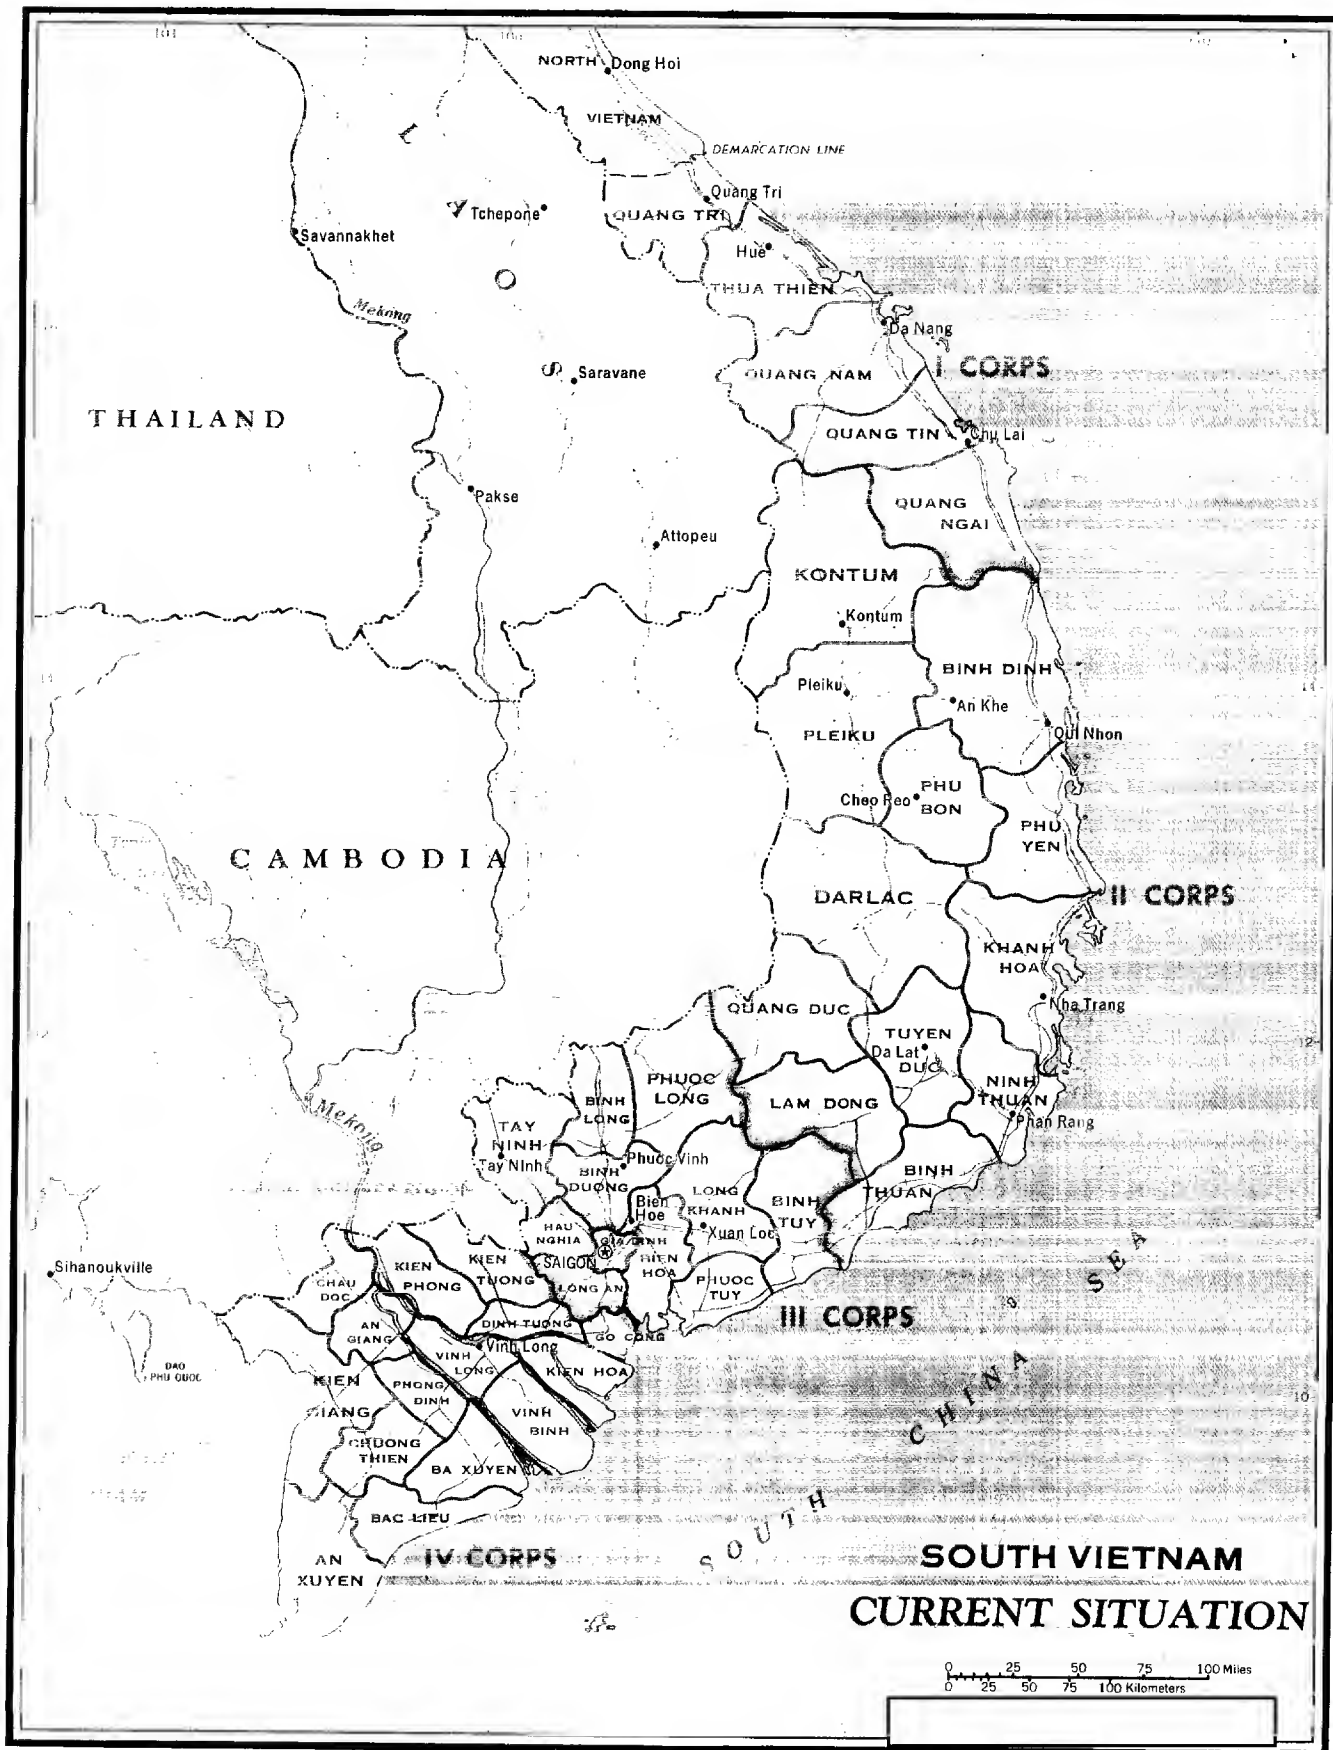 NORTH
Dong Hoi
VIETNAM
DEMARCATION LINE
L
A
O
S
Tchepone
Quang Tri
QUANG TRI
Savannakhet
Hue
THUA THIEN
Mekong
Da Nang
Saravane
QUANG NAM
I CORPS
THAILAND
QUANG TIN
Chu Lai
Pakse
QUANG
NGAI
Attopeu
KONTUM
Kontum
BINH DINH
Pleiku
An Khe
PLEIKU
Qui Nhon
Cheo Reo
PHU
BON
PHU
YEN
CAMBODIA
DARLAC
II CORPS
KHANH
HOA
Nha Trang
QUANG DUC
TUYEN
Da Lat
DUC
12
PHUOC
LONG
BINH
LONG
LAM DONG
NINH
THUAN
Phan Rang
Mekong
TAY
NINH
Tay Ninh
Phuoc Vinh
BINH
DUONG
BINH
THUAN
LONG
KHANH
BINH
TUY
Bien
Hoe
Xuan Loc
HAU
NGHIA
GIA DINH
SAIGON
BIEN
HOA
Sihanoukville
KIEN
PHONG
KIEN
TUONG
CHAU
DOC
LONG AN
PHUOC
TUY
III CORPS
AN
GIANG
DINH TUONG
GO CONG
Vinh Long
VINH
LONG
KIEN HOA
DAO
PHU QUOC
KIEN
GIANG
PHONG
DINH
VINH
BINH
10
CHUONG
THIEN
BA XUYEN
BAC LIEU
AN
XUYEN
IV CORPS
SOUTH CHINA SEA
SOUTH VIETNAM
CURRENT SITUATION
0 25 50 75 100 Miles
0 25 50 75 100 Kilometers